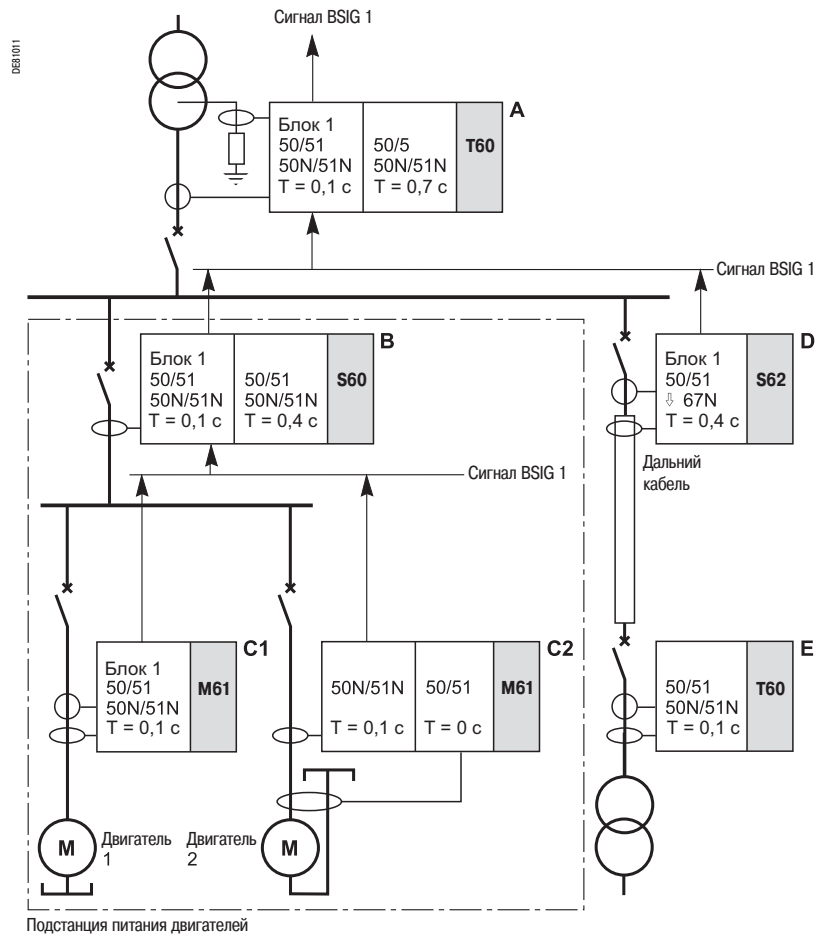 DE81011
Сигнал BSIG 1
A
Блок 1
50/51
50N/51N
T = 0,1 с
50/5
50N/51N
T = 0,7 с
T60
Сигнал BSIG 1
B
Блок 1
50/51
50N/51N
T = 0,1 с
50/51
50N/51N
T = 0,4 с
S60
D
Блок 1
50/51
⇩ 67N
T = 0,4 с
S62
Дальний
кабель
Сигнал BSIG 1
C1
Блок 1
50/51
50N/51N
T = 0,1 с
M61
C2
50N/51N
T = 0,1 с
50/51
T = 0 с
M61
E
50/51
50N/51N
T = 0,1 с
T60
M
Двигатель
1
Двигатель
2
M
Подстанция питания двигателей